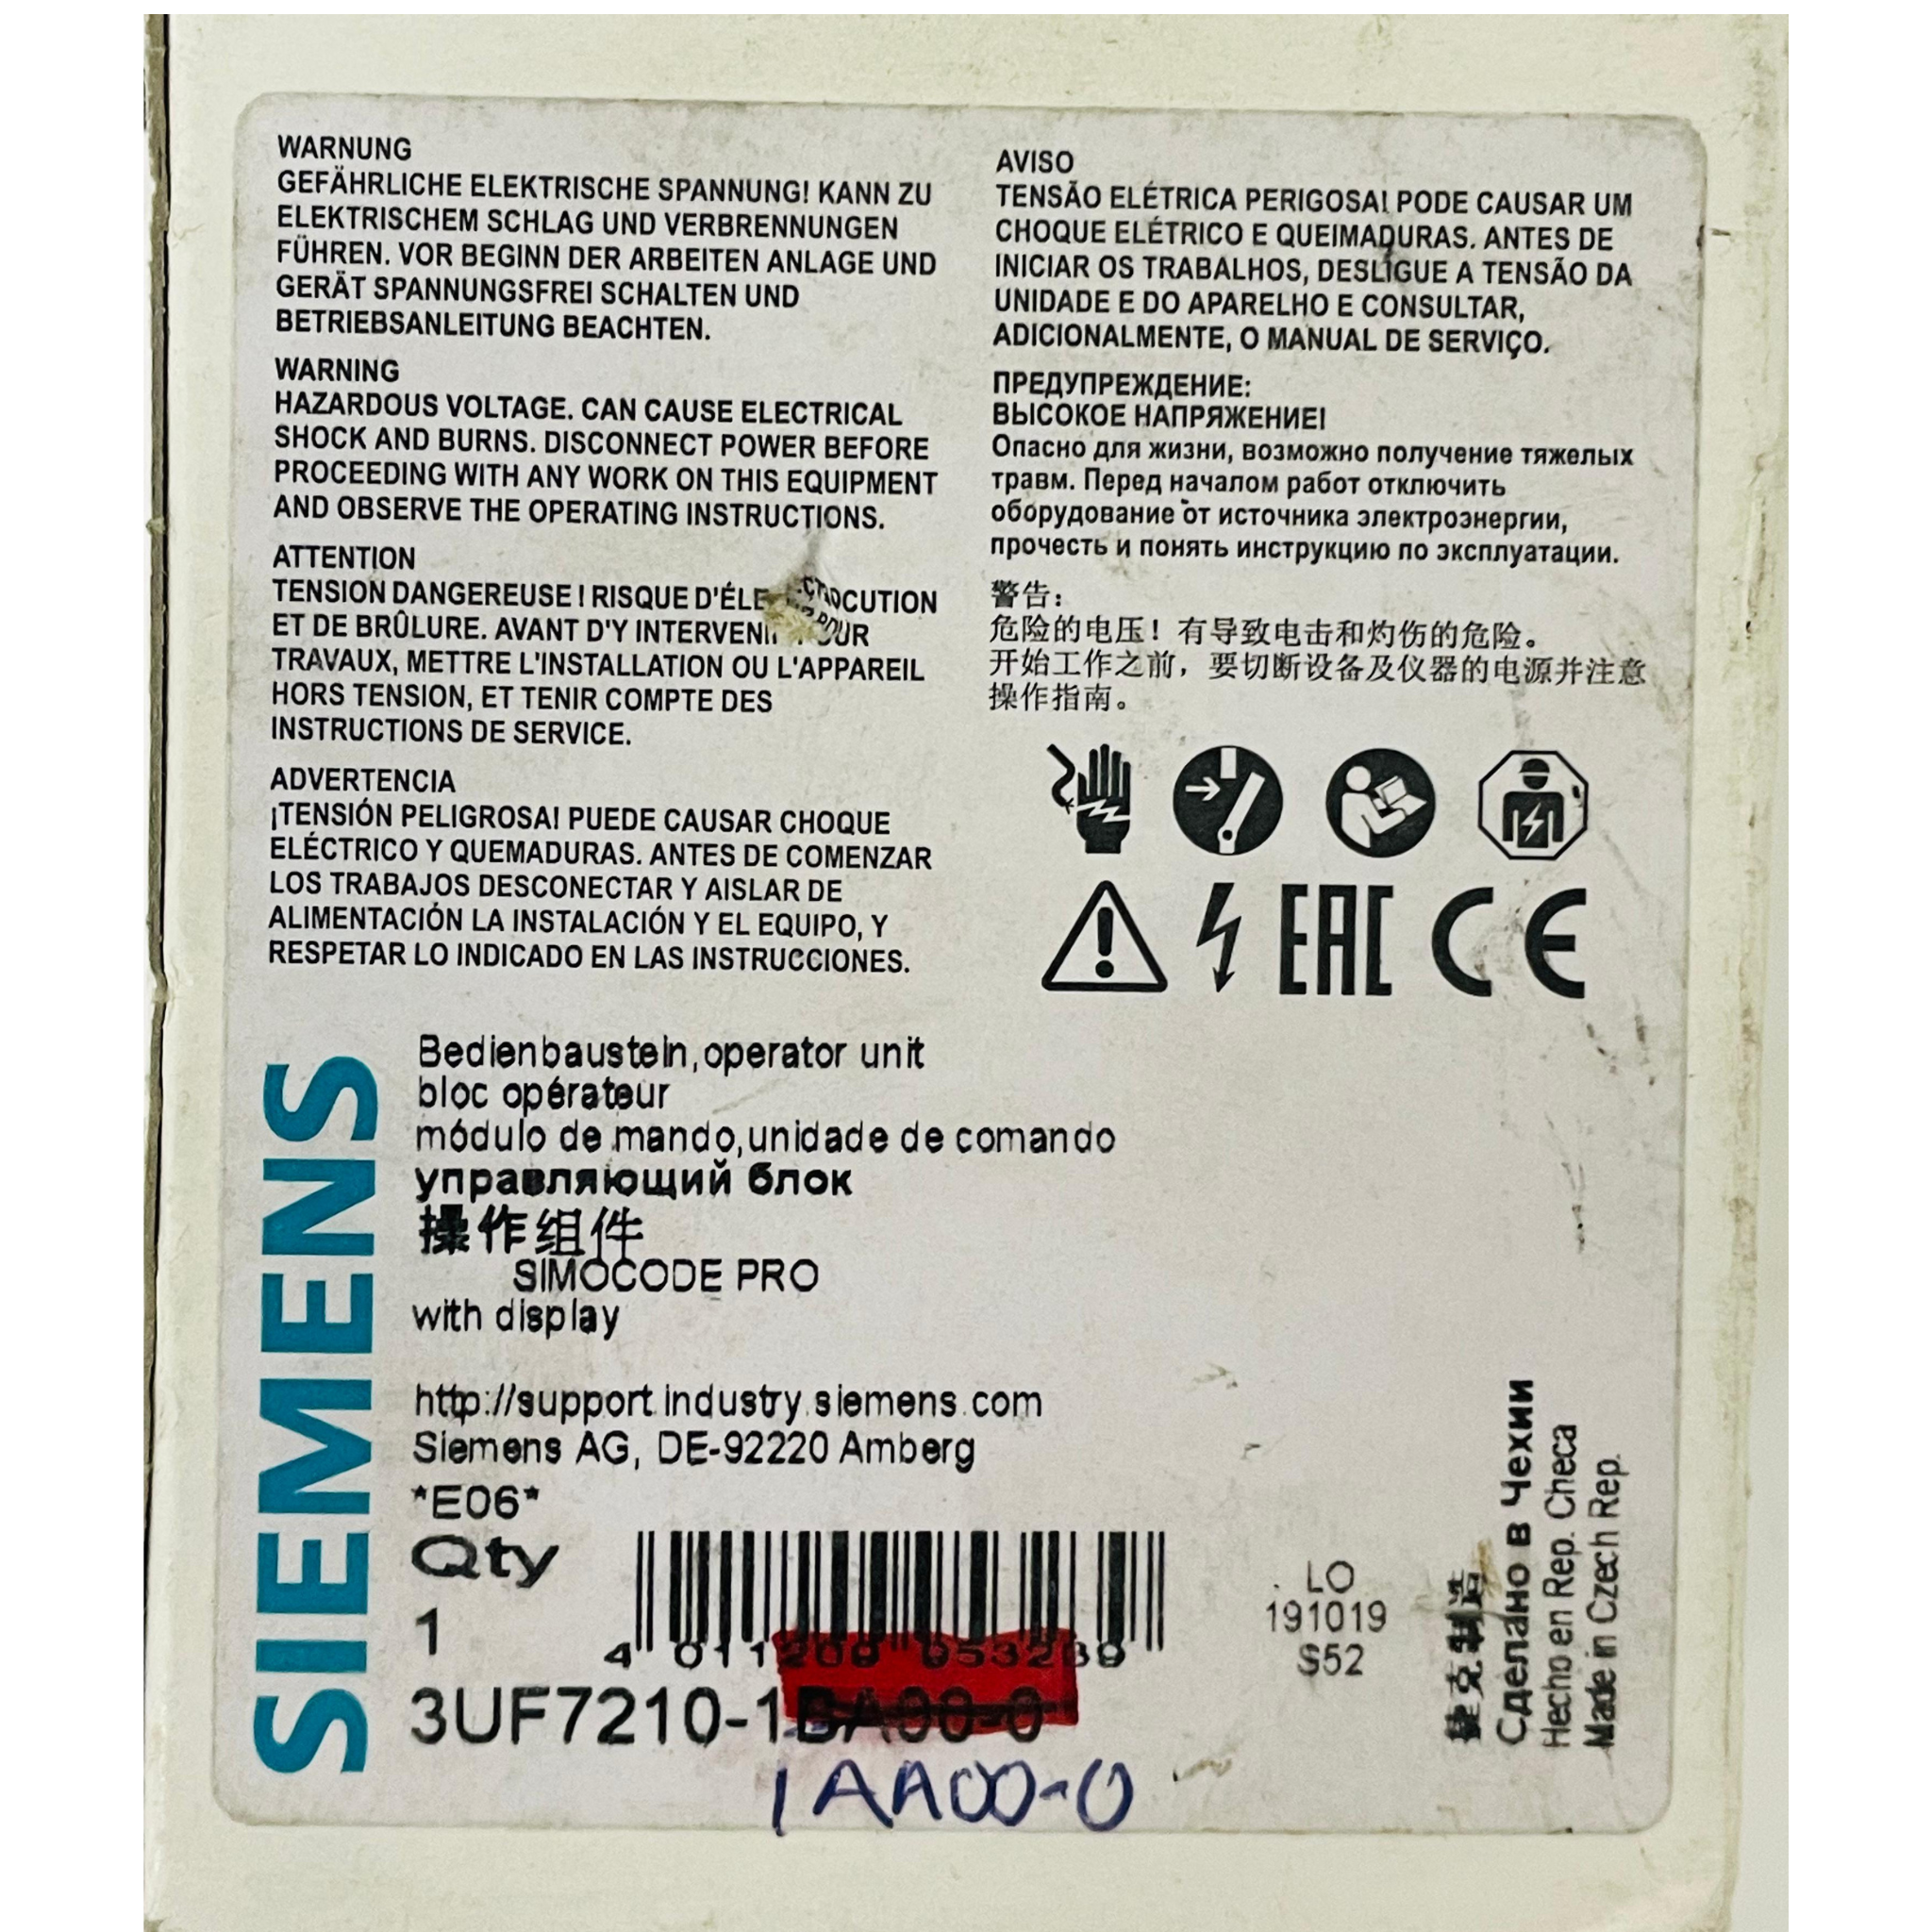 WARNUNG
GEFÄHRLICHE ELEKTRISCHE SPANNUNG! KANN ZU
ELEKTRISCHEM SCHLAG UND VERBRENNUNGEN
FÜHREN. VOR BEGINN DER ARBEITEN ANLAGE UND
GERÄT SPANNUNGSFREI SCHALTEN UND
BETRIEBSANLEITUNG BEACHTEN.
WARNING
HAZARDOUS VOLTAGE. CAN CAUSE ELECTRICAL
SHOCK AND BURNS. DISCONNECT POWER BEFORE
PROCEEDING WITH ANY WORK ON THIS EQUIPMENT
AND OBSERVE THE OPERATING INSTRUCTIONS.
ATTENTION
TENSION DANGEREUSE ! RISQUE D'ÉLECTROCUTION
ET DE BRÛLURE. AVANT D'Y INTERVENIR POUR
TRAVAUX, METTRE L'INSTALLATION OU L'APPAREIL
HORS TENSION, ET TENIR COMPTE DES
INSTRUCTIONS DE SERVICE.
ADVERTENCIA
¡TENSIÓN PELIGROSA! PUEDE CAUSAR CHOQUE
ELÉCTRICO Y QUEMADURAS. ANTES DE COMENZAR
LOS TRABAJOS DESCONECTAR Y AISLAR DE
ALIMENTACIÓN LA INSTALACIÓN Y EL EQUIPO, Y
RESPETAR LO INDICADO EN LAS INSTRUCCIONES.
AVISO
TENSÃO ELÉTRICA PERIGOSA! PODE CAUSAR UM
CHOQUE ELÉTRICO E QUEIMADURAS. ANTES DE
INICIAR OS TRABALHOS, DESLIGUE A TENSÃO DA
UNIDADE E DO APARELHO E CONSULTAR,
ADICIONALMENTE, O MANUAL DE SERVIÇO.
ПРЕДУПРЕЖДЕНИЕ:
ВЫСОКОЕ НАПРЯЖЕНИЕ!
Опасно для жизни, возможно получение тяжелых
травм. Перед началом работ отключить
оборудование от источника электроэнергии,
прочесть и понять инструкцию по эксплуатации.
警告：
危险的电压！有导致电击和灼伤的危险。
开始工作之前，要切断设备及仪器的电源并注意
操作指南。
EAC CE
SIEMENS
Bedienbaustein,operator unit
bloc opérateur
módulo de mando,unidade de comando
управляющий блок
操作组件
SIMOCODE PRO
with display
http://support.industry.siemens.com
Siemens AG, DE-92220 Amberg
*E06*
Qty
1
4 011209 953289
3UF7210-1BA00-0
1AA00-0
LO
191019
S52
捷克制造
Сделано в Чехии
Hecho en Rep. Checa
Made in Czech Rep.